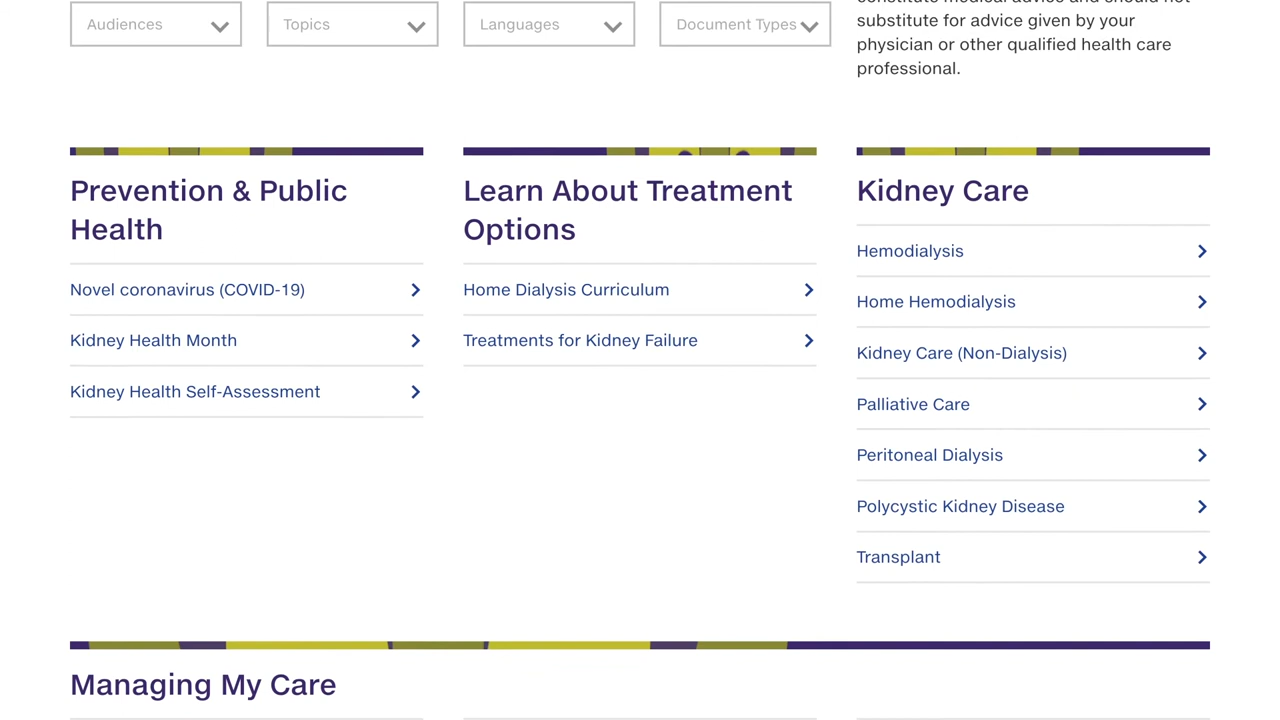 Audiences
Topics
Languages
Document Types
substitute for advice given by your
physician or other qualified health care
professional.
Prevention & Public
Health
Novel coronavirus (COVID-19)
Kidney Health Month
Kidney Health Self-Assessment
Learn About Treatment
Options
Home Dialysis Curriculum
Treatments for Kidney Failure
Kidney Care
Hemodialysis
Home Hemodialysis
Kidney Care (Non-Dialysis)
Palliative Care
Peritoneal Dialysis
Polycystic Kidney Disease
Transplant
Managing My Care